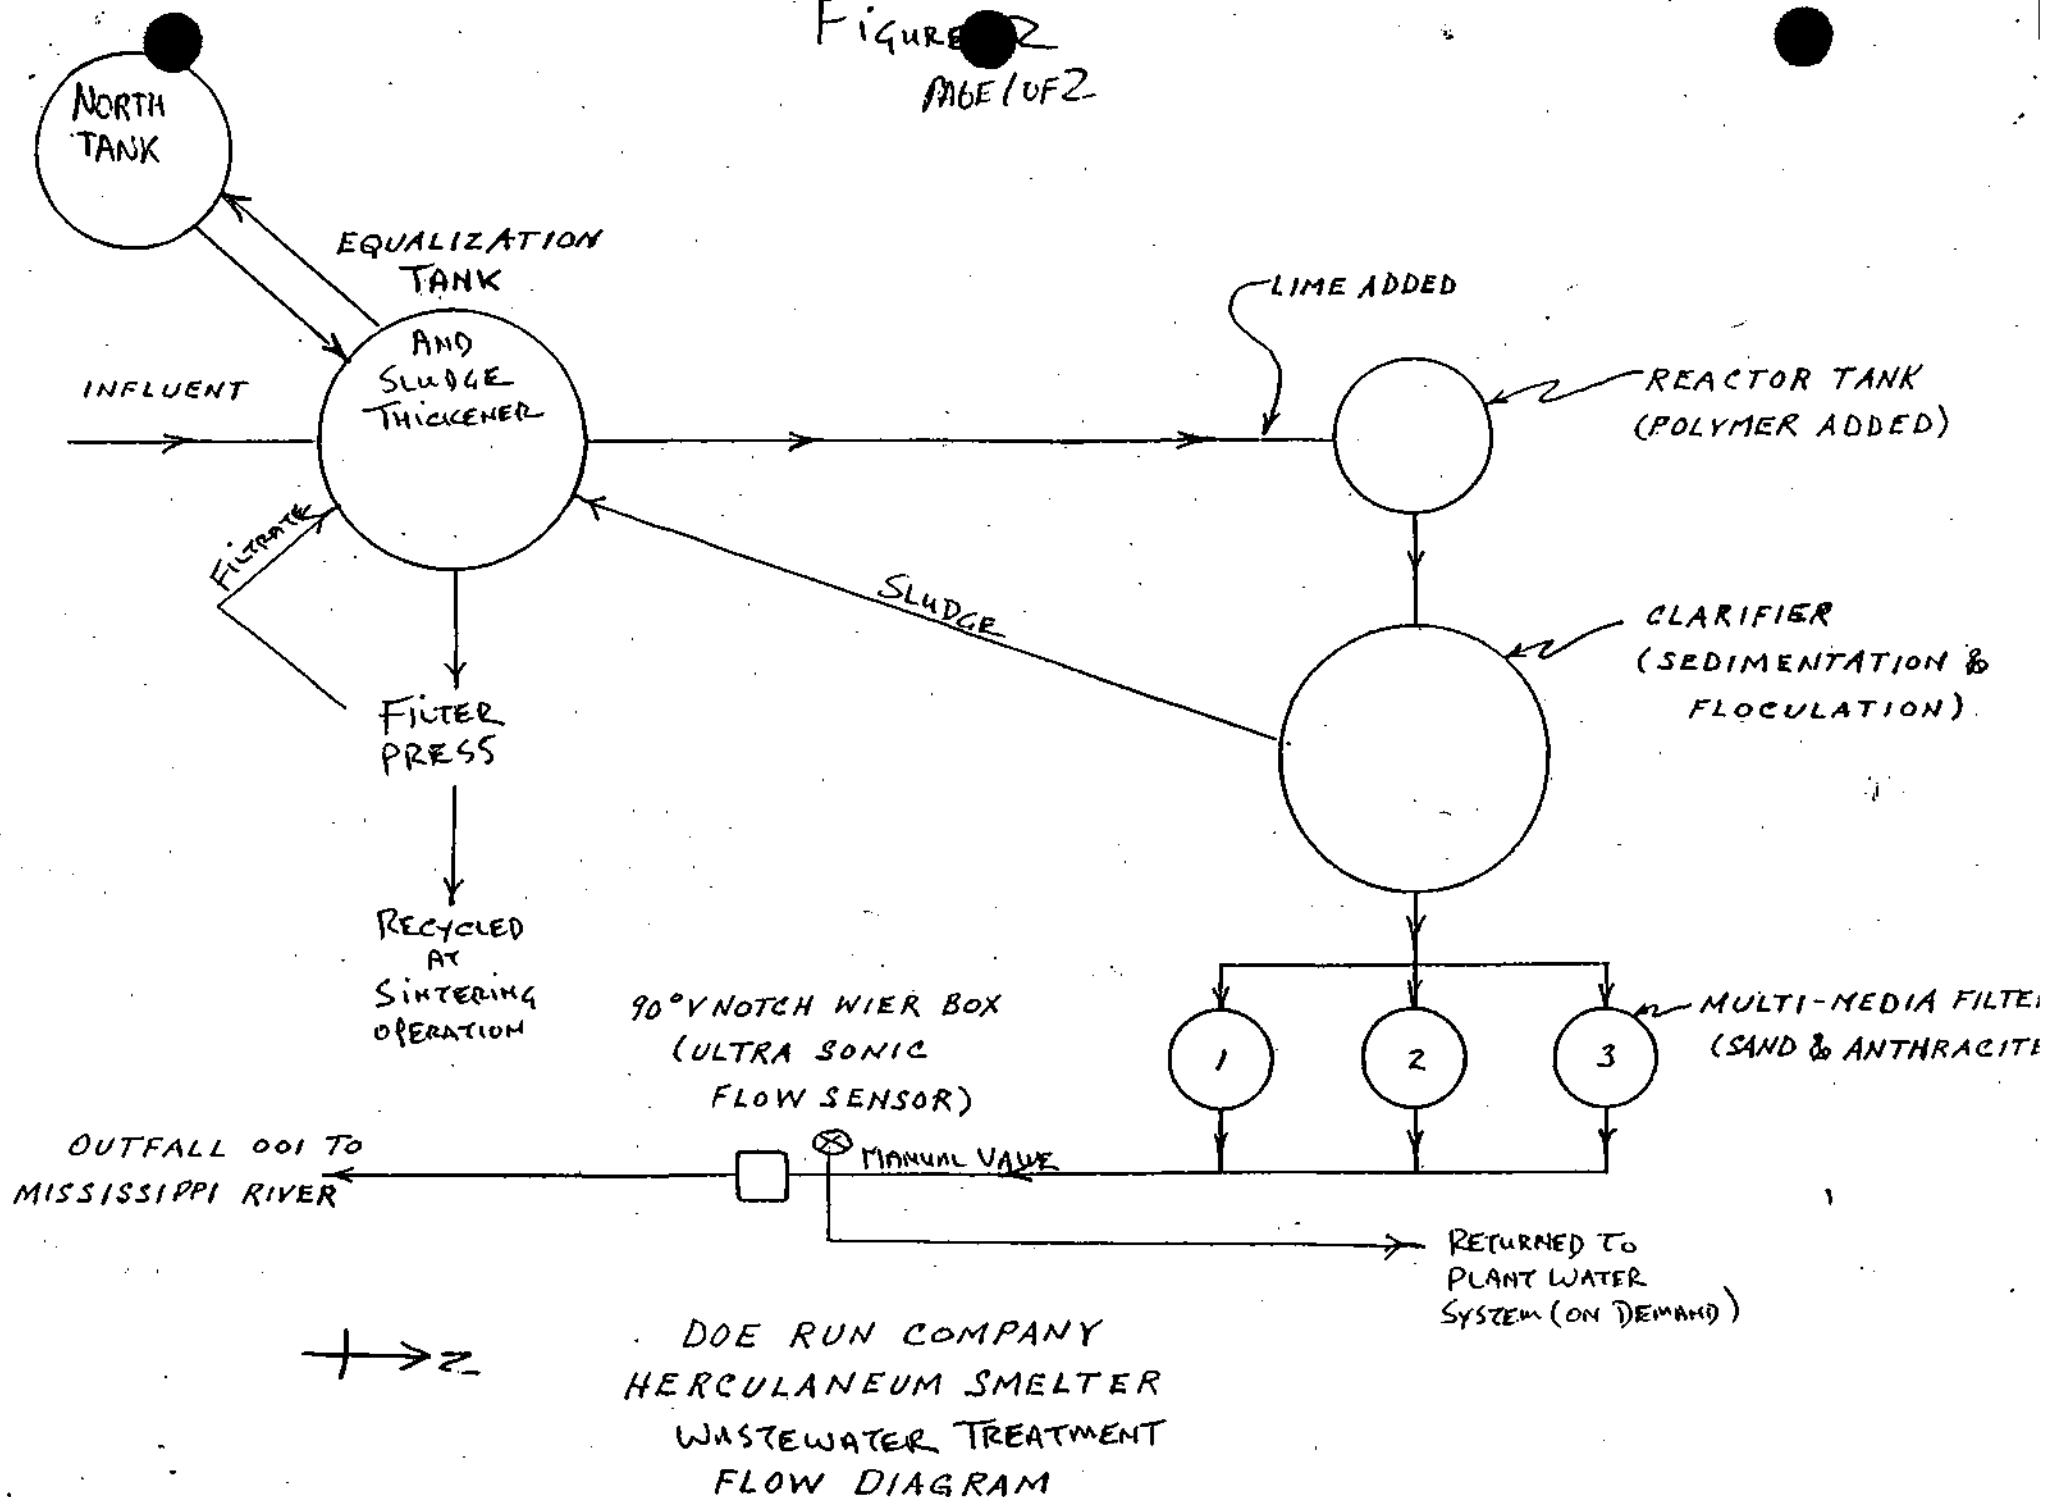 FIGURE 2
PAGE 1 OF 2
NORTH
TANK
EQUALIZATION
TANK
AND
SLUDGE
THICKENER
INFLUENT
LIME ADDED
REACTOR TANK
(POLYMER ADDED)
FILTRATE
SLUDGE
CLARIFIER
(SEDIMENTATION &
FLOCULATION)
FILTER
PRESS
RECYCLED
AT
SINTERING
OPERATION
90° V NOTCH WIER BOX
(ULTRA SONIC
FLOW SENSOR)
1
2
3
MULTI-MEDIA FILTE
(SAND & ANTHRACITE
OUTFALL 001 TO
MISSISSIPPI RIVER
MANUAL VALVE
RETURNED TO
PLANT WATER
SYSTEM (ON DEMAND)
N
DOE RUN COMPANY
HERCULANEUM SMELTER
WASTEWATER TREATMENT
FLOW DIAGRAM